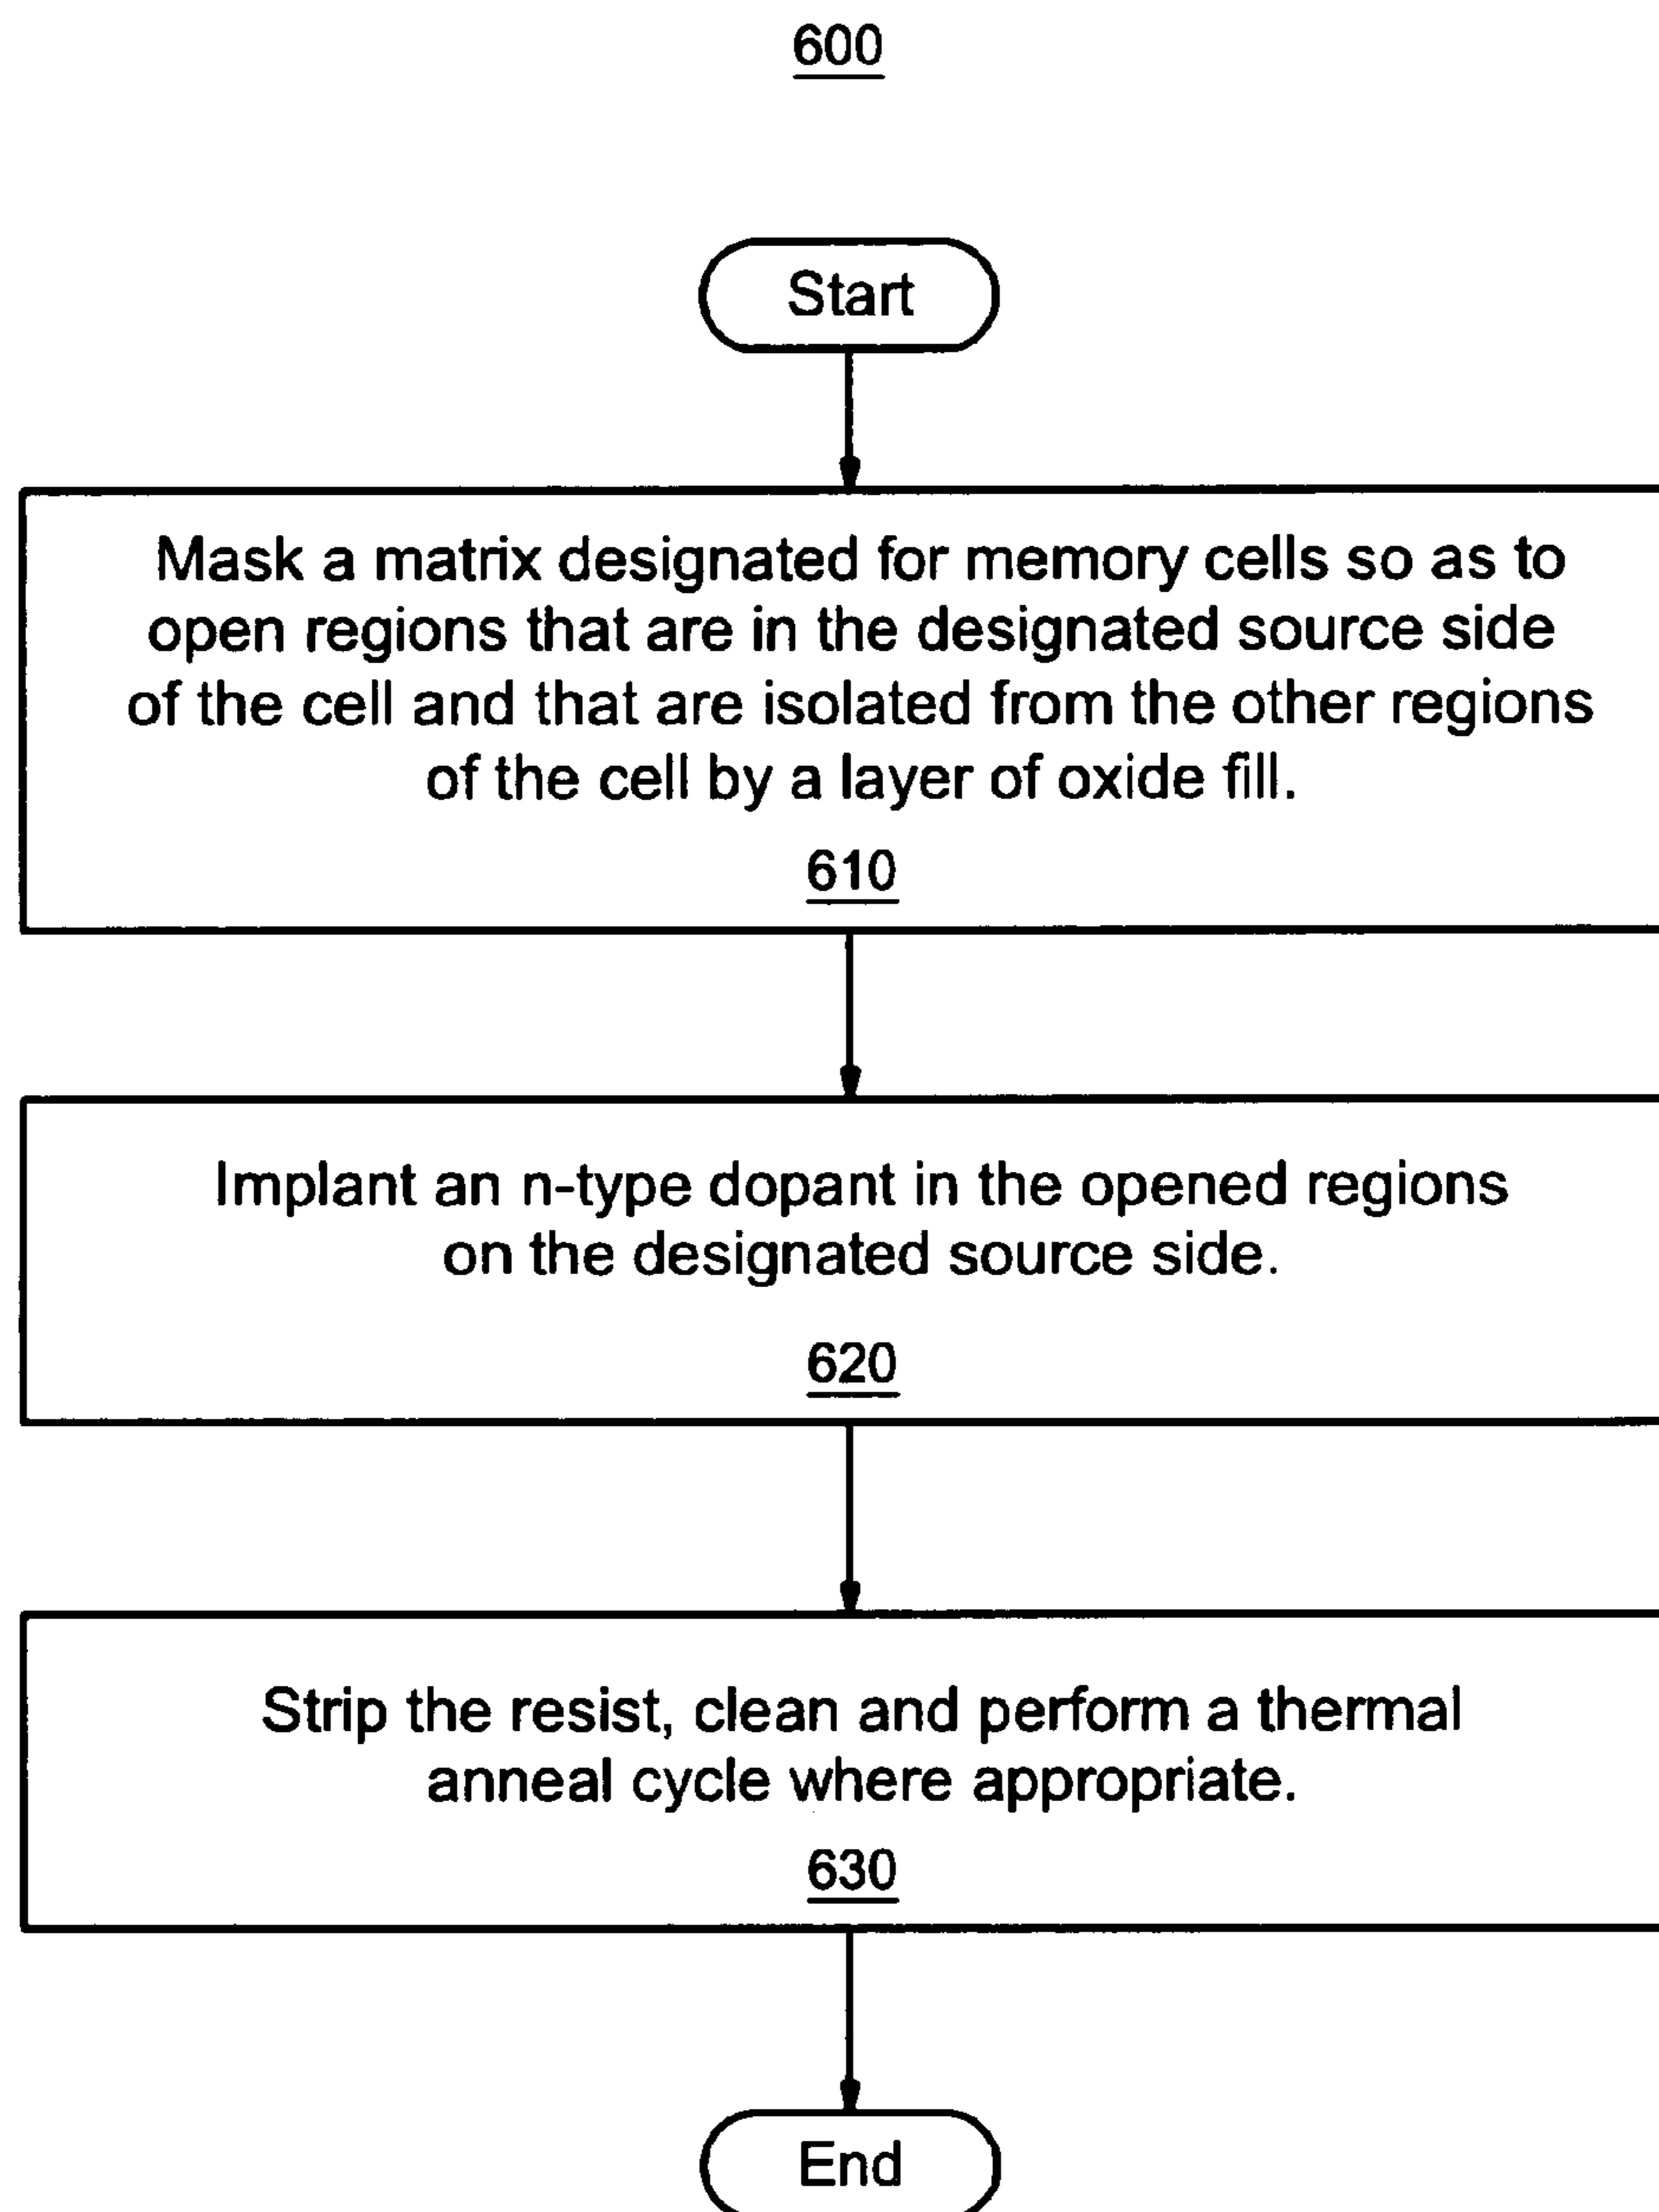 600
Start
Mask a matrix designated for memory cells so as to
open regions that are in the designated source side
of the cell and that are isolated from the other regions
of the cell by a layer of oxide fill.
610
Implant an n-type dopant in the opened regions
on the designated source side.
620
Strip the resist, clean and perform a thermal
anneal cycle where appropriate.
630
End